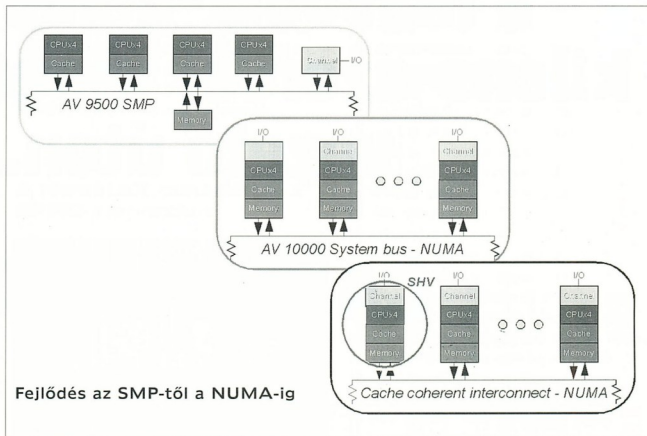 CPUx4 CPUx4 CPUx4 CPUx4
Cache Cache Cache Cache Channel I/O
AV 9500 SMP
Memory
I/O I/O I/O
Channel Channel
CPUx4 CPUx4 CPUx4
Cache Cache Cache
Memory Memory Memory
AV 10000 System bus - NUMA
I/O SHV I/O I/O
Channel Channel Channel
CPUx4 CPUx4 CPUx4
Cache Cache Cache
Memory Memory Memory
Cache coherent interconnect - NUMA
Fejlődés az SMP-től a NUMA-ig